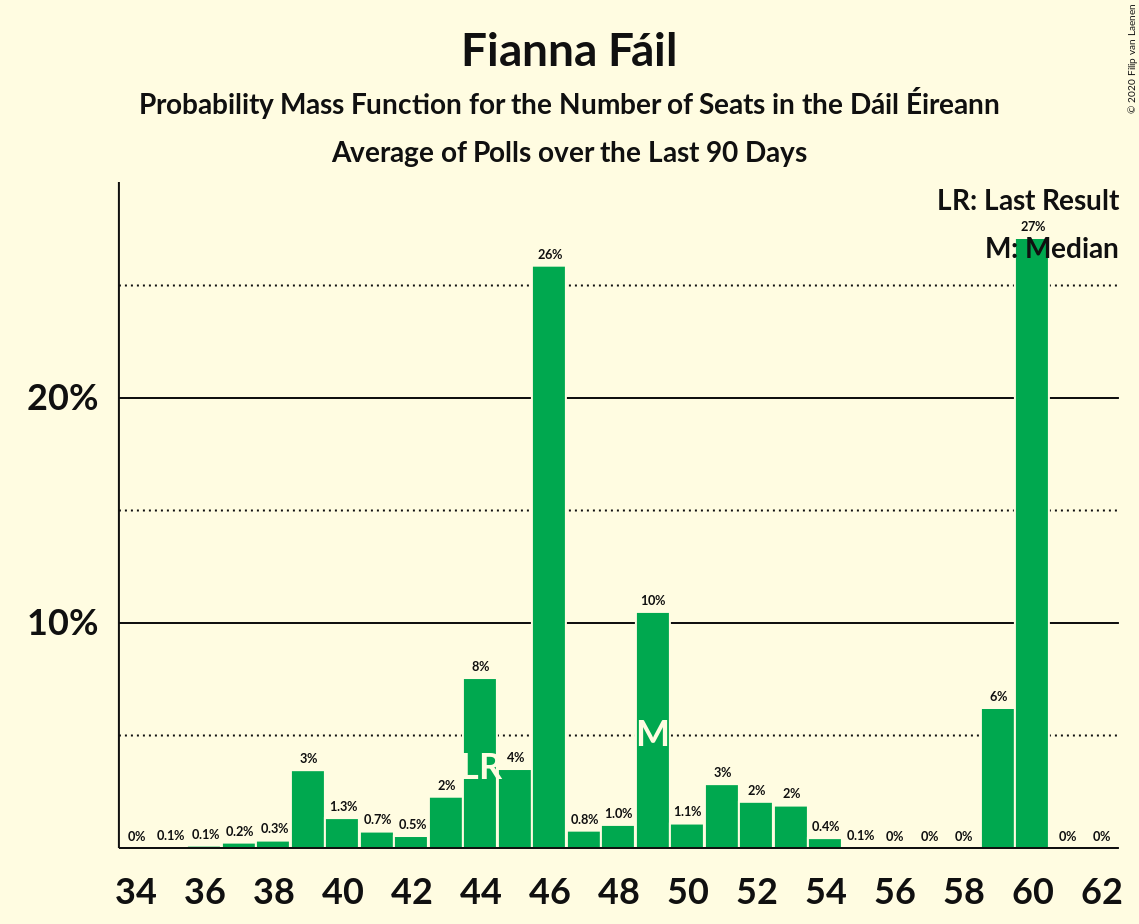 Fianna Fáil
Probability Mass Function for the Number of Seats in the Dáil Éireann
Average of Polls over the Last 90 Days
© 2020 Filip van Laenen
LR: Last Result
M: Median
20%
10%
0% 0.1% 0.1% 0.2% 0.3% 3% 1.3% 0.7% 0.5% 2% 8% 4% 26% 0.8% 1.0% 10% 1.1% 3% 2% 2% 0.4% 0.1% 0% 0% 0% 6% 27% 0% 0%
LR
M
34 36 38 40 42 44 46 48 50 52 54 56 58 60 62